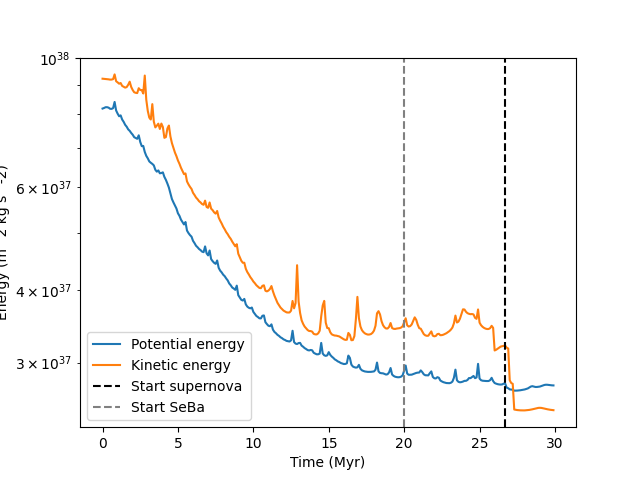 10^38
6 × 10^37
4 × 10^37
3 × 10^37
Energy (m^2 kg s^-2)
Potential energy
Kinetic energy
Start supernova
Start SeBa
0 5 10 15 20 25 30
Time (Myr)